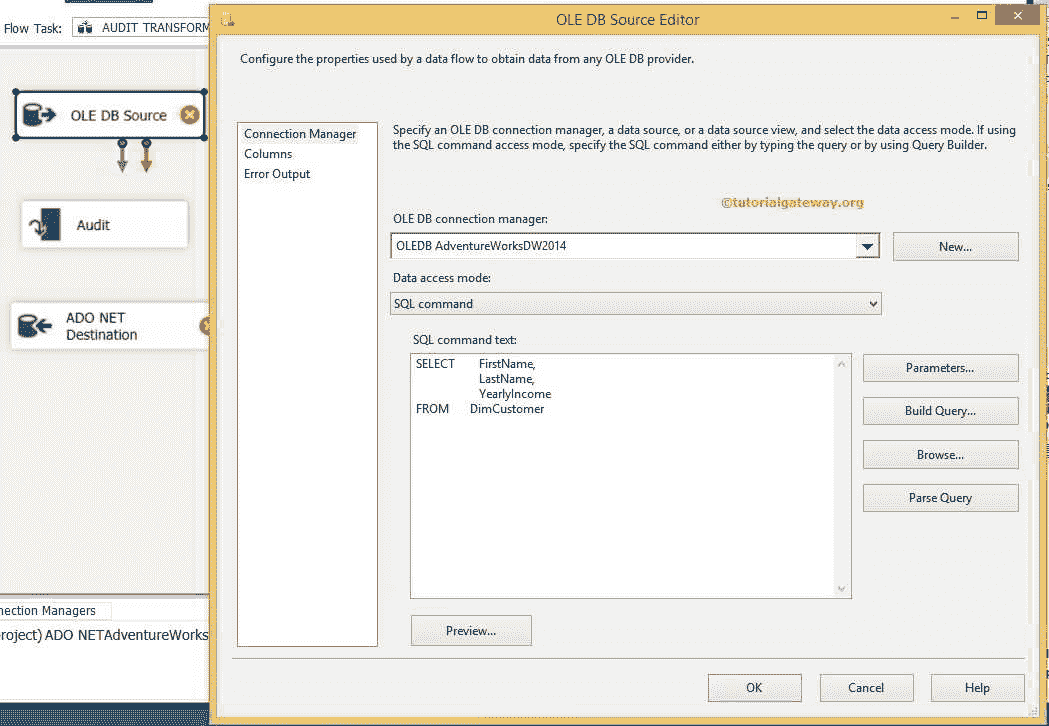 Flow Task: AUDIT TRANSFORM
OLE DB Source
Audit
ADO NET
Destination
nection Managers
roject) ADO NETAdventureWorks
OLE DB Source Editor
Configure the properties used by a data flow to obtain data from any OLE DB provider.
Connection Manager
Columns
Error Output
Specify an OLE DB connection manager, a data source, or a data source view, and select the data access mode. If using
the SQL command access mode, specify the SQL command either by typing the query or by using Query Builder.
©tutorialgateway.org
OLE DB connection manager:
OLEDB AdventureWorksDW2014
New...
Data access mode:
SQL command
SQL command text:
SELECT FirstName,
LastName,
YearlyIncome
FROM DimCustomer
Parameters...
Build Query...
Browse...
Parse Query
Preview...
OK Cancel Help